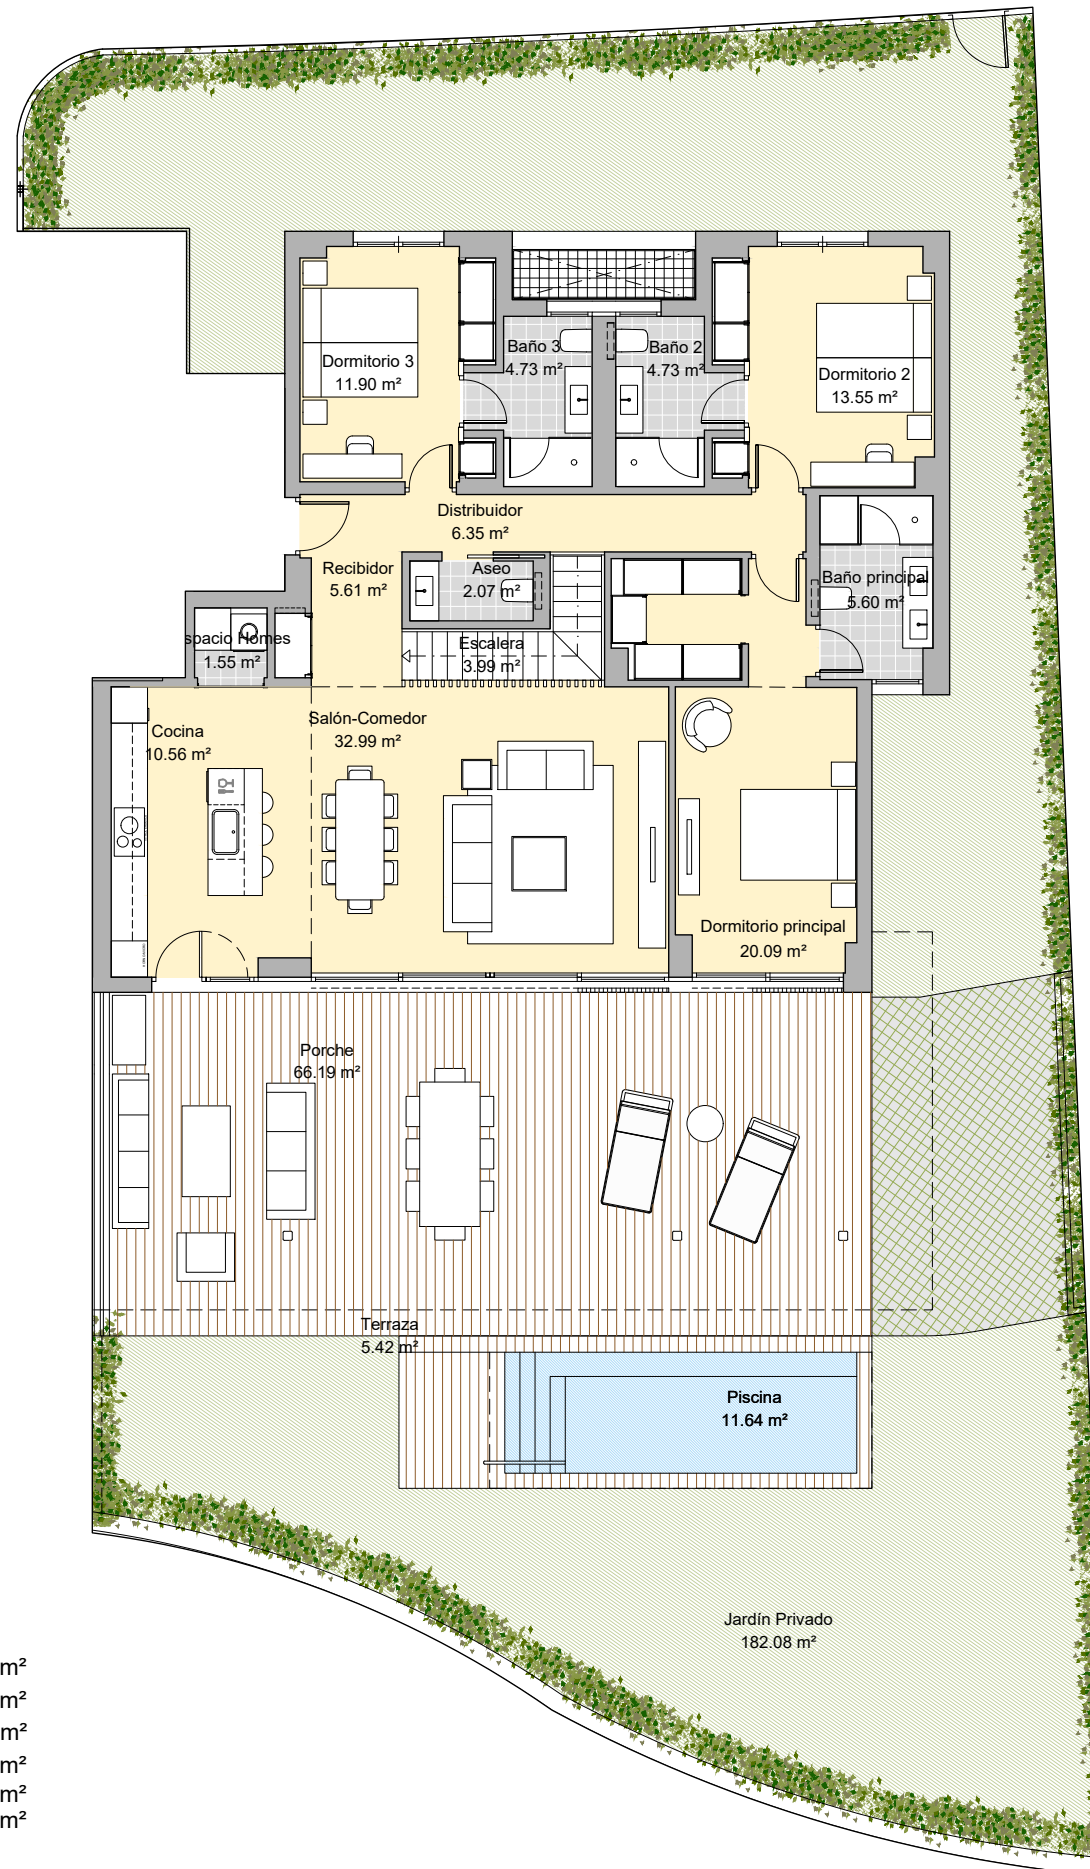 Dormitorio 3
11.90 m²
Baño 3
4.73 m²
Baño 2
4.73 m²
Dormitorio 2
13.55 m²
Distribuidor
6.35 m²
Recibidor
5.61 m²
Aseo
2.07 m²
Baño principal
5.60 m²
spacio Homes
1.55 m²
Escalera
3.99 m²
Cocina
10.56 m²
Salón-Comedor
32.99 m²
Dormitorio principal
20.09 m²
Porche
66.19 m²
Terraza
5.42 m²
Piscina
11.64 m²
Jardín Privado
182.08 m²
m²
m²
m²
m²
m²
m²